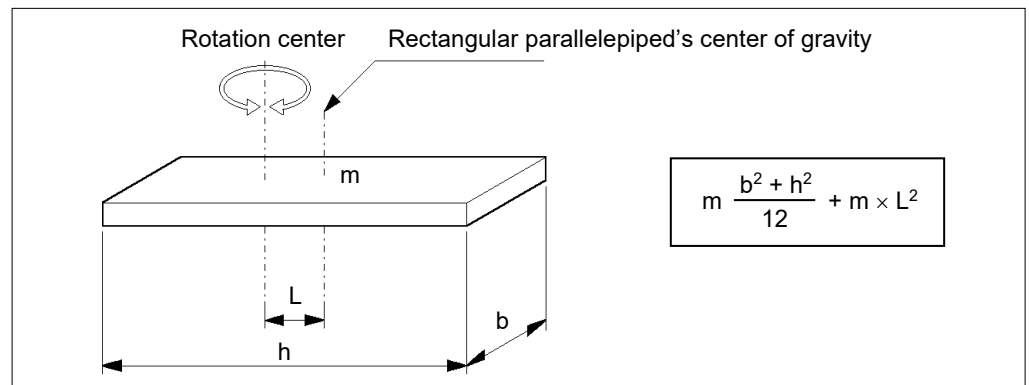 Rotation center
Rectangular parallelepiped's center of gravity
m
m (b² + h²)/12 + m × L²
L
b
h